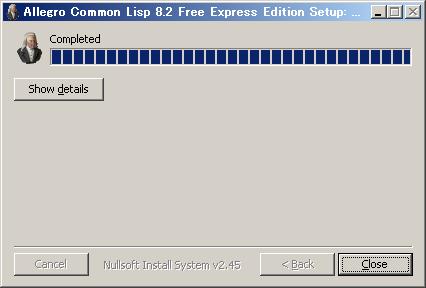 Allegro Common Lisp 8.2 Free Express Edition Setup: ...
Completed
Show details
Cancel
Nullsoft Install System v2.45
< Back
Close